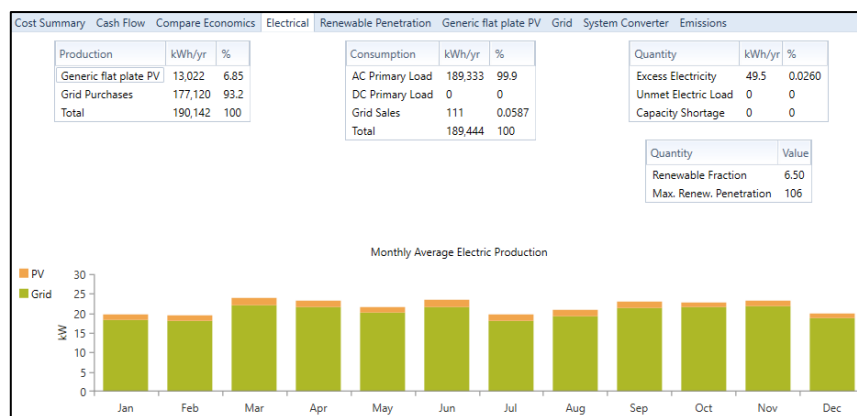 Cost Summary Cash Flow Compare Economics Electrical Renewable Penetration Generic flat plate PV Grid System Converter Emissions
Production kWh/yr %
Generic flat plate PV 13,022 6.85
Grid Purchases 177,120 93.2
Total 190,142 100
Consumption kWh/yr %
AC Primary Load 189,333 99.9
DC Primary Load 0 0
Grid Sales 111 0.0587
Total 189,444 100
Quantity kWh/yr %
Excess Electricity 49.5 0.0260
Unmet Electric Load 0 0
Capacity Shortage 0 0
Quantity Value
Renewable Fraction 6.50
Max. Renew. Penetration 106
Monthly Average Electric Production
PV
Grid
kW
30
25
20
15
10
5
0
Jan Feb Mar Apr May Jun Jul Aug Sep Oct Nov Dec